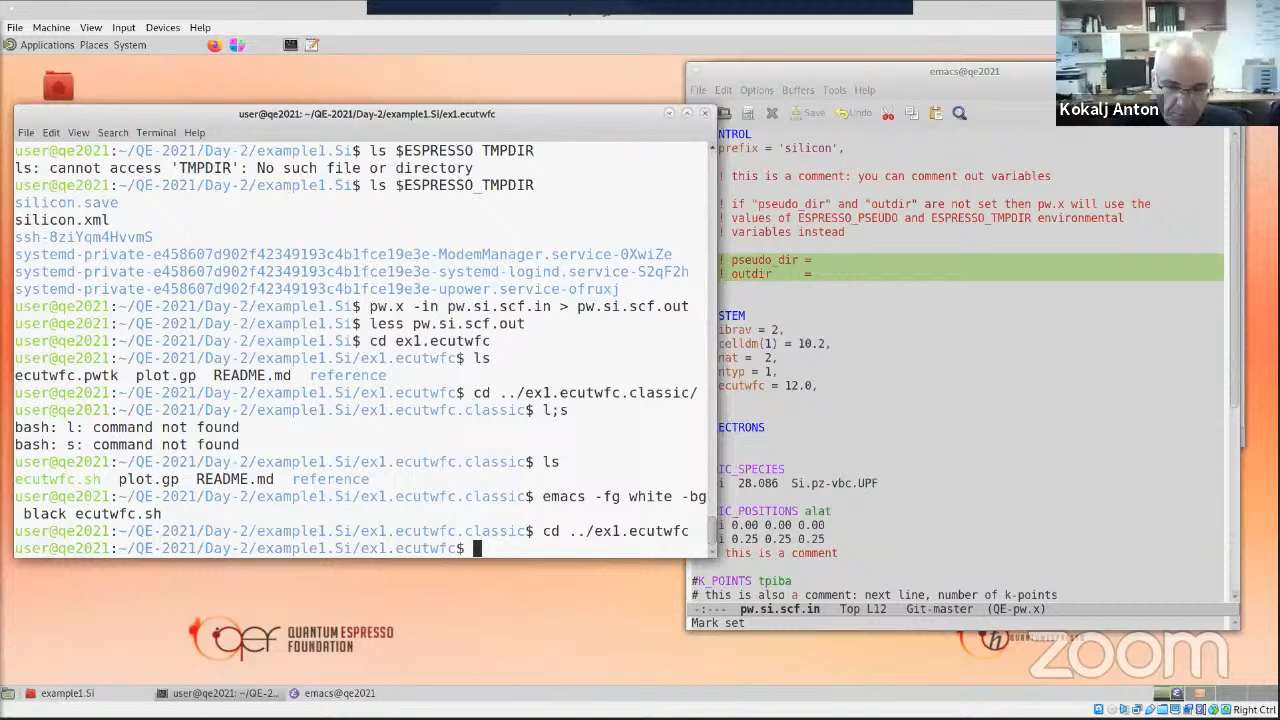 File Machine View Input Devices Help
Applications Places System
Kokalj Anton
user@qe2021: ~/QE-2021/Day-2/example1.Si/ex1.ecutwfc
File Edit View Search Terminal Help
user@qe2021:~/QE-2021/Day-2/example1.Si$ ls $ESPRESSO TMPDIR
ls: cannot access 'TMPDIR': No such file or directory
user@qe2021:~/QE-2021/Day-2/example1.Si$ ls $ESPRESSO_TMPDIR
silicon.save
silicon.xml
ssh-8ziYqm4HvvmS
systemd-private-e458607d902f42349193c4b1fce19e3e-ModemManager.service-0XwiZe
systemd-private-e458607d902f42349193c4b1fce19e3e-systemd-logind.service-S2qF2h
systemd-private-e458607d902f42349193c4b1fce19e3e-upower.service-ofruxj
user@qe2021:~/QE-2021/Day-2/example1.Si$ pw.x -in pw.si.scf.in > pw.si.scf.out
user@qe2021:~/QE-2021/Day-2/example1.Si$ less pw.si.scf.out
user@qe2021:~/QE-2021/Day-2/example1.Si$ cd ex1.ecutwfc
user@qe2021:~/QE-2021/Day-2/example1.Si/ex1.ecutwfc$ ls
ecutwfc.pwtk plot.gp README.md reference
user@qe2021:~/QE-2021/Day-2/example1.Si/ex1.ecutwfc$ cd ../ex1.ecutwfc.classic/
user@qe2021:~/QE-2021/Day-2/example1.Si/ex1.ecutwfc.classic$ l;s
bash: l: command not found
bash: s: command not found
user@qe2021:~/QE-2021/Day-2/example1.Si/ex1.ecutwfc.classic$ ls
ecutwfc.sh plot.gp README.md reference
user@qe2021:~/QE-2021/Day-2/example1.Si/ex1.ecutwfc.classic$ emacs -fg white -bg
black ecutwfc.sh
user@qe2021:~/QE-2021/Day-2/example1.Si/ex1.ecutwfc.classic$ cd ../ex1.ecutwfc
user@qe2021:~/QE-2021/Day-2/example1.Si/ex1.ecutwfc$
emacs@qe2021
File Edit Options Buffers Tools Help
Save Undo
NTROL
prefix = 'silicon',
! this is a comment: you can comment out variables
! if "pseudo_dir" and "outdir" are not set then pw.x will use the
! values of ESPRESSO_PSEUDO and ESPRESSO_TMPDIR environmental
! variables instead
! pseudo_dir =
! outdir =
STEM
ibrav = 2,
celldm(1) = 10.2,
nat = 2,
ntyp = 1,
ecutwfc = 12.0,
ECTRONS
IC_SPECIES
i 28.086 Si.pz-vbc.UPF
IC_POSITIONS alat
i 0.00 0.00 0.00
i 0.25 0.25 0.25
this is a comment
#K_POINTS tpiba
# this is also a comment: next line, number of k-points
-:--- pw.si.scf.in Top L12 Git-master (QE-pw.x)
Mark set
QUANTUM ESPRESSO
FOUNDATION
zoom
example1.Si
user@qe2021: ~/QE-2...
emacs@qe2021
Right Ctrl